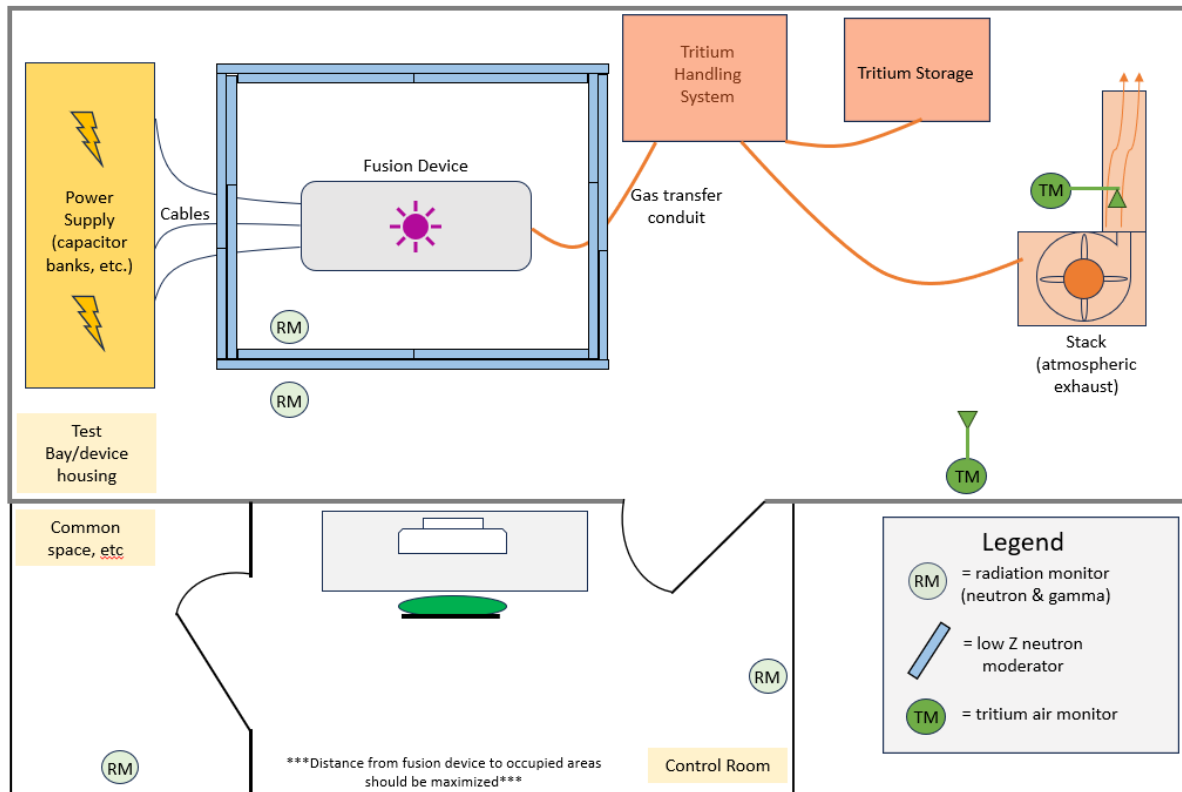 Tritium
Handling
System
Tritium Storage
Fusion Device
Power
Supply
(capacitor
banks, etc.)
Cables
Gas transfer
conduit
TM
RM
RM
Stack
(atmospheric
exhaust)
Test
Bay/device
housing
TM
Common
space, etc
Legend
RM
= radiation monitor
(neutron & gamma)
= low Z neutron
moderator
TM
= tritium air monitor
RM
RM
***Distance from fusion device to occupied areas
should be maximized***
Control Room